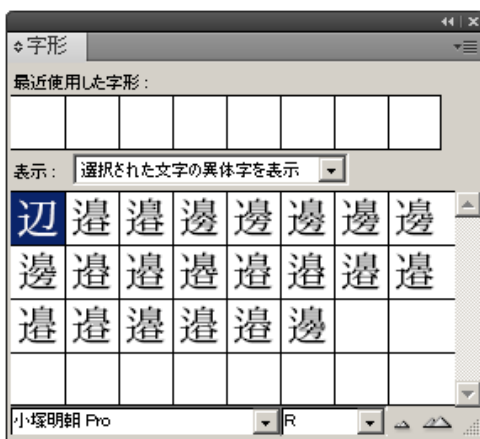 字形
最近使用した字形：
表示： 選択された文字の異体字を表示
辺 邉 邉 邊 邊 邊 邊 邊
邊 邉 邉 邉 邉 邉 邉 邉
邉 邉 邉 邉 邉 邊
小塚明朝 Pro R